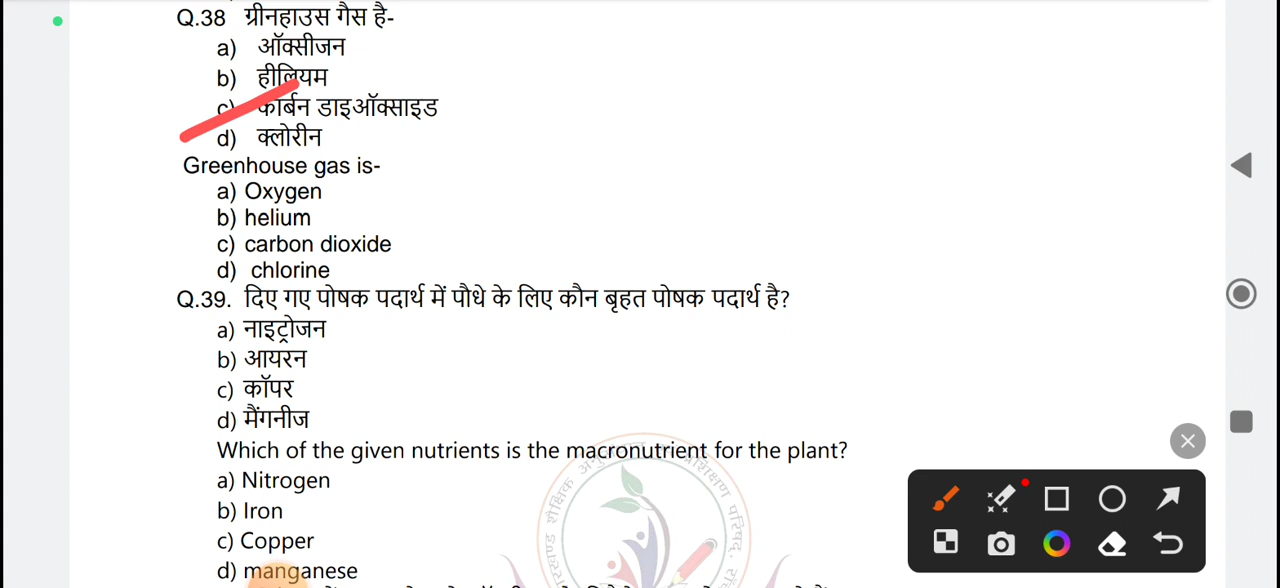 Q.38 ग्रीनहाउस गैस है-
a) ऑक्सीजन
b) हीलियम
c) कार्बन डाइऑक्साइड
d) क्लोरीन
Greenhouse gas is-
a) Oxygen
b) helium
c) carbon dioxide
d) chlorine
Q.39. दिए गए पोषक पदार्थ में पौधे के लिए कौन बृहत पोषक पदार्थ है?
a) नाइट्रोजन
b) आयरन
c) कॉपर
d) मैंगनीज
Which of the given nutrients is the macronutrient for the plant?
a) Nitrogen
b) Iron
c) Copper
d) manganese